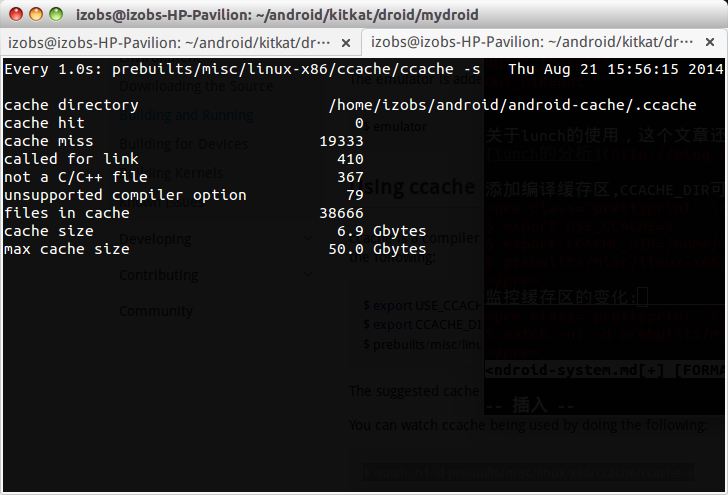 izobs@izobs-HP-Pavilion: ~/android/kitkat/droid/mydroid
izobs@izobs-HP-Pavilion: ~/android/kitkat/dr···
izobs@izobs-HP-Pavilion: ~/android/kitkat/dr···
Every 1.0s: prebuilts/misc/linux-x86/ccache/ccache -s Thu Aug 21 15:56:15 2014
The emulator is adde
Downloading the Source
cache directory /home/izobs/android/android-cache/.ccache
Building and Running
cache hit 0
$ emulator
关于lunch的使用，这个文章还
cache miss 19333
Building for Devices
called for link 410
not a C/C++ file 367
Using ccache
添加编译缓存区,CCACHE_DIR可
unsupported compiler option 79
files in cache 38666
cache size 6.9 Gbytes
Developing
max cache size 50.0 Gbytes
the following:
Contributing
监控缓存区的变化:
$ export USE_CCACH
Community
$ export CCACHE_DI
$ prebuilts/misc/linu
<ndroid-system.md[+] [FORMA
The suggested cache
-- 插入 --
You can watch ccache being used by doing the following: